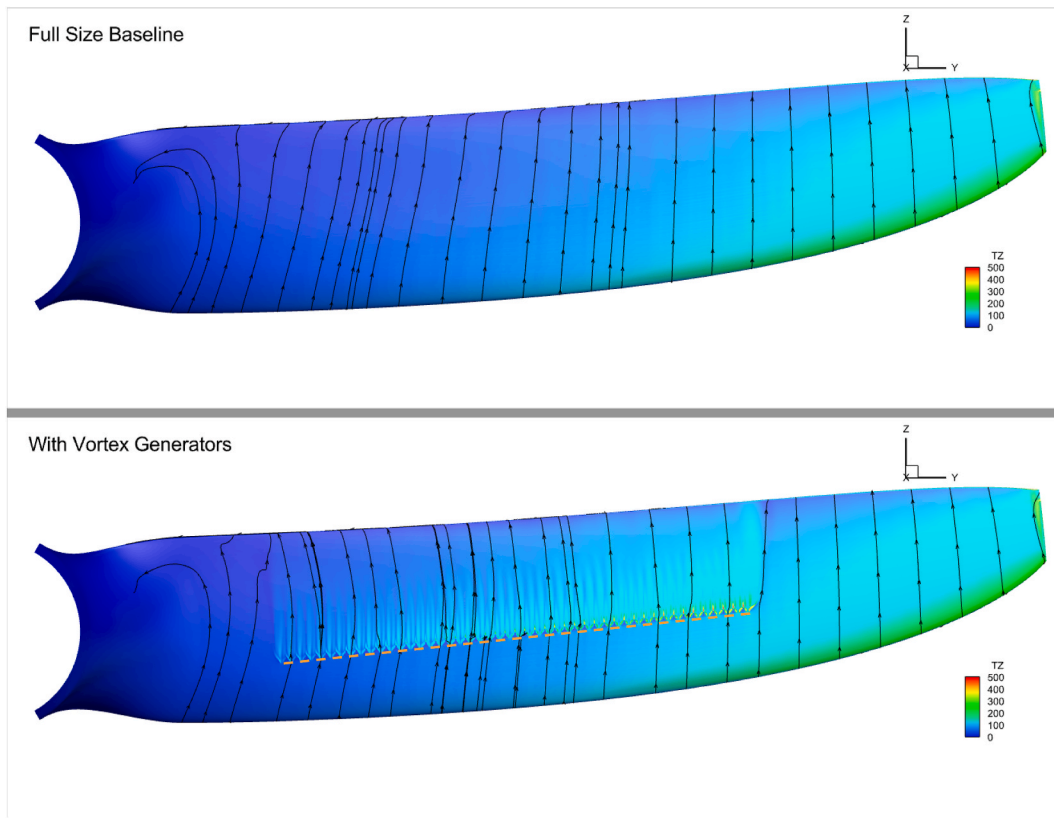 Full Size Baseline
Z
X
Y
TZ
500
400
300
200
100
0
With Vortex Generators
Z
X
Y
TZ
500
400
300
200
100
0